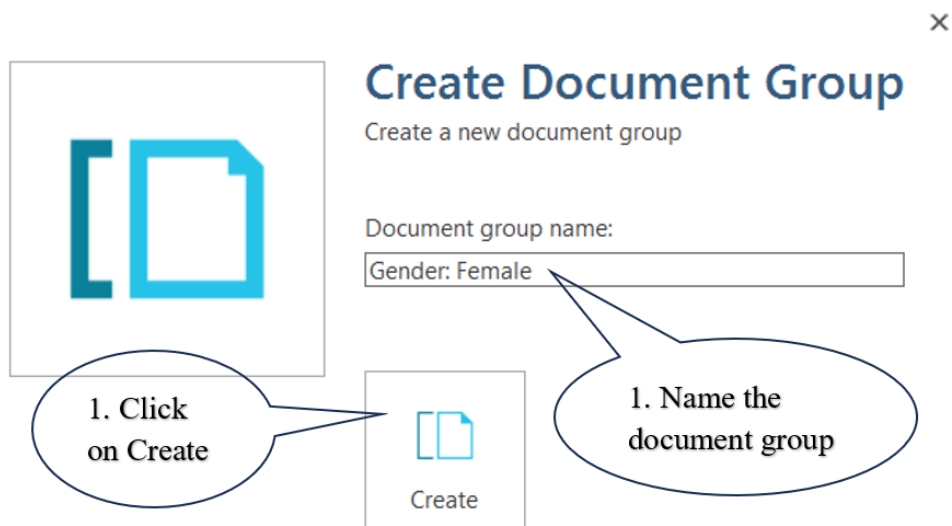 Create Document Group
Create a new document group
Document group name:
Gender: Female
1. Click
on Create
1. Name the
document group
Create